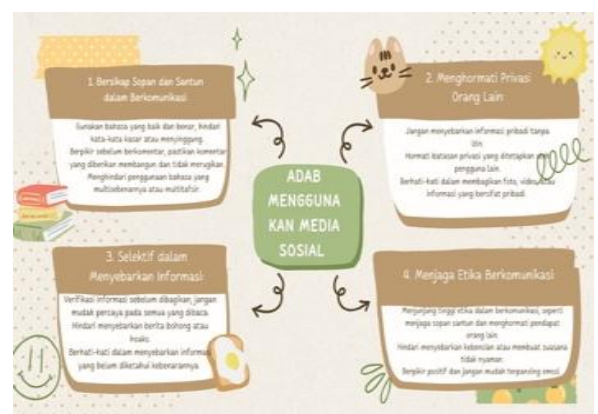 1. Bersikap Sopan dan Santun
dalam Berkomunikasi
Gunakan bahasa yang baik dan benar, hindari
kata-kata kasar atau menyinggung.
Berpikir sebelum berkomentar, pastikan komentar
yang diberikan membangun dan tidak merugikan.
Menghindari penggunaan bahasa yang
multisebenarnya atau multitafsir.
2. Menghormati Privasi
Orang Lain
Jangan menyebarkan informasi pribadi tanpa
izin.
Hormati batasan privasi yang ditetapkan
pengguna lain.
Berhati-hati dalam membagikan foto, video atau
informasi yang bersifat pribadi.
ADAB
MENGGUNA
KAN MEDIA
SOSIAL
3. Selektif dalam
Menyebarkan Informasi
Verifikasi informasi sebelum dibagikan, jangan
mudah percaya pada semua yang dibaca.
Hindari menyebarkan berita bohong atau
hoaks.
Berhati-hati dalam menyebarkan informasi
yang belum diketahui kebenarannya.
4. Menjaga Etika Berkomunikasi
Menjunjung tinggi etika dalam berkomunikasi, seperti
menjaga sopan santun dan menghormati pendapat
orang lain.
Hindari menyebarkan kebencian atau membuat suasana
tidak nyaman.
Berpikir positif dan jangan mudah terpancing emosi.